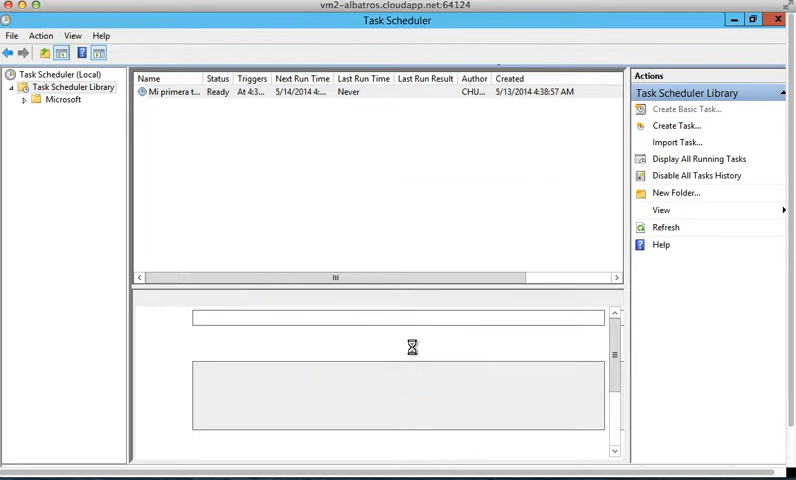 vm2-albatros.cloudapp.net:64124
Task Scheduler
File Action View Help
Task Scheduler (Local)
Task Scheduler Library
Microsoft
Name Status Triggers Next Run Time Last Run Time Last Run Result Author Created
Mi primera t... Ready At 4:3... 5/14/2014 4:... Never CHU... 5/13/2014 4:38:57 AM
Actions
Task Scheduler Library
Create Basic Task...
Create Task...
Import Task...
Display All Running Tasks
Disable All Tasks History
New Folder...
View
Refresh
Help